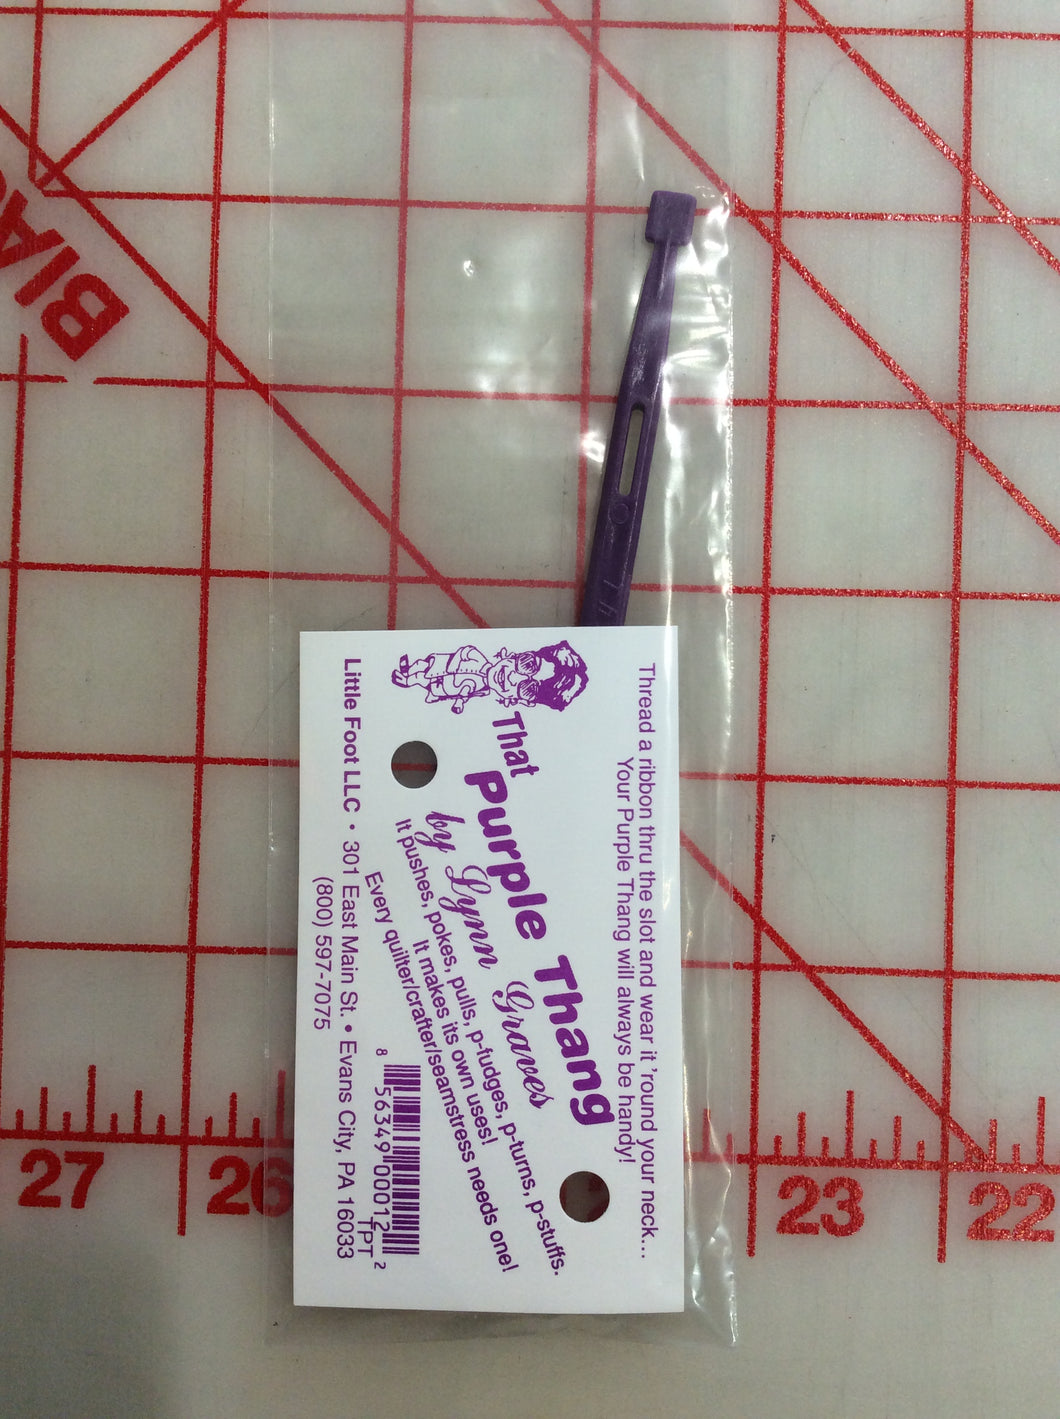 Thread a ribbon thru the slot and wear it 'round your neck...
Your Purple Thang will always be handy!
That
Purple Thang
by Lynn Graves
It pushes, pokes, pulls, p-fudges, p-turns, p-stuffs.
It makes its own uses!
Every quilter/crafter/seamstress needs one!
8 56349 00012 2
TPT
Little Foot LLC • 301 East Main St. • Evans City, PA 16033
(800) 597-7075
27 26 23 22